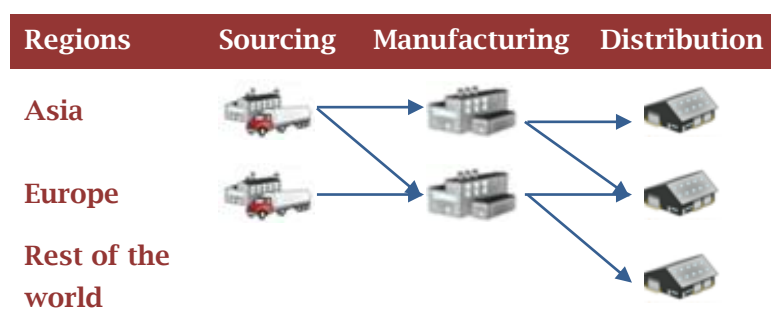 Regions Sourcing Manufacturing Distribution
Asia
Europe
Rest of the
world